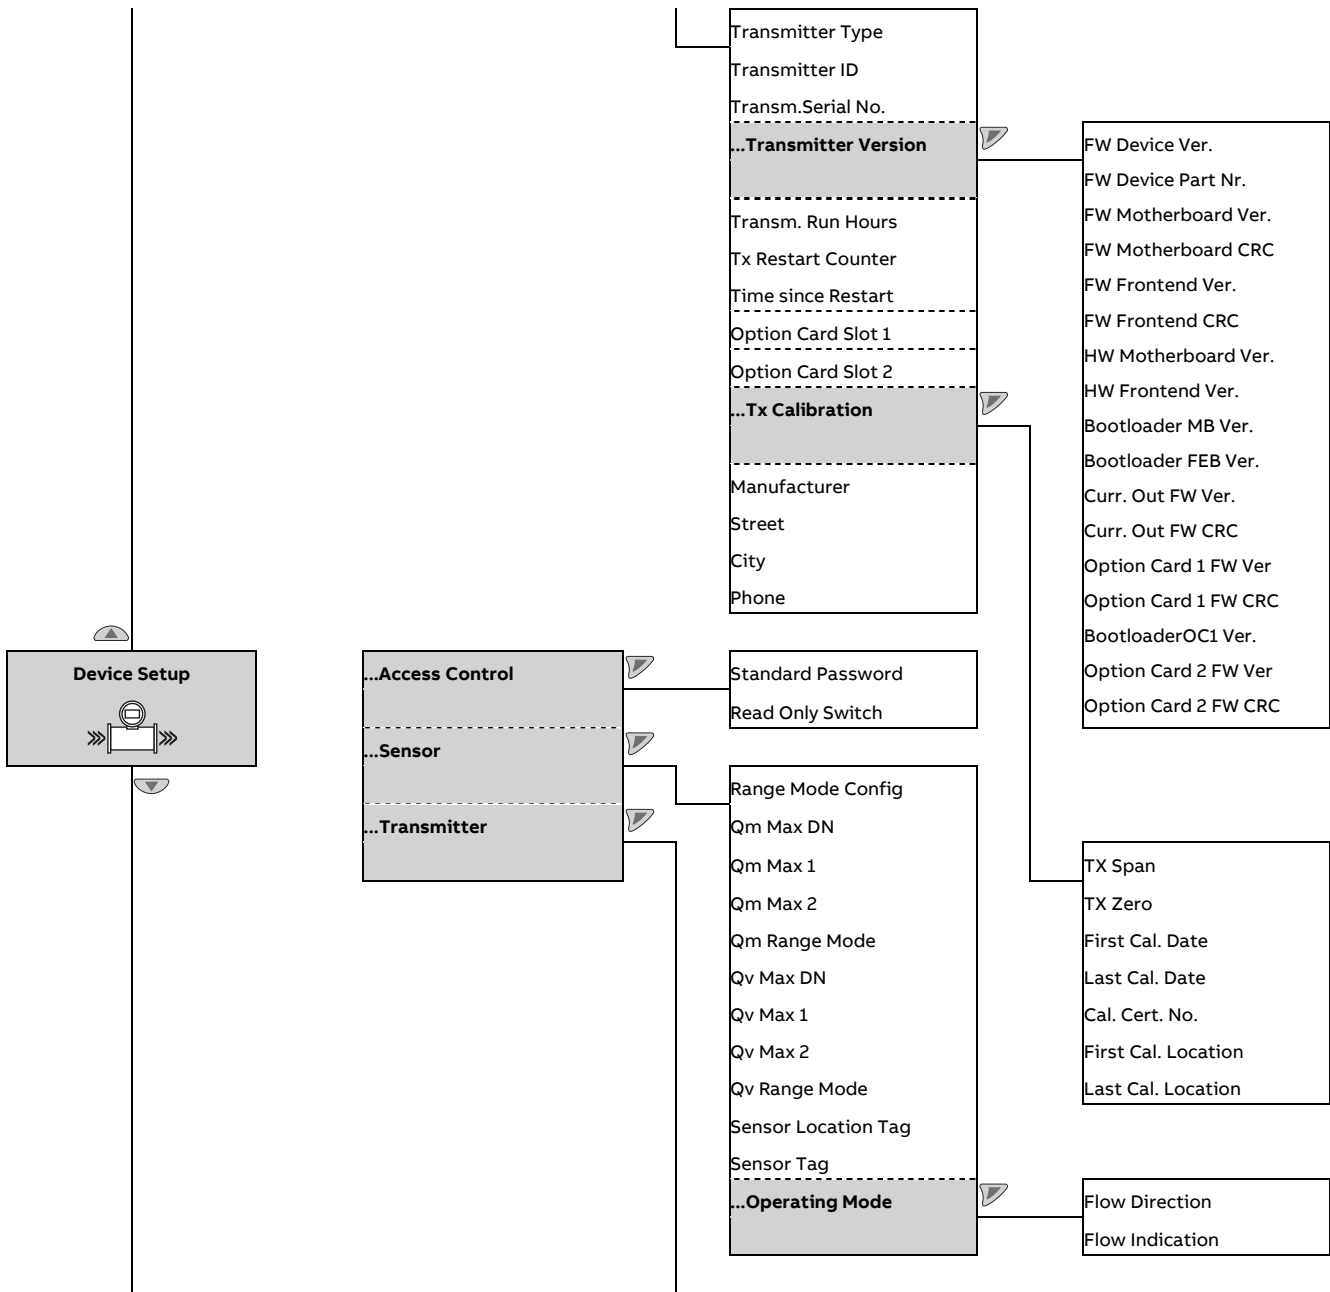 Transmitter Type
Transmitter ID
Transm.Serial No.
...Transmitter Version
Transm. Run Hours
Tx Restart Counter
Time since Restart
Option Card Slot 1
Option Card Slot 2
...Tx Calibration
Manufacturer
Street
City
Phone
FW Device Ver.
FW Device Part Nr.
FW Motherboard Ver.
FW Motherboard CRC
FW Frontend Ver.
FW Frontend CRC
HW Motherboard Ver.
HW Frontend Ver.
Bootloader MB Ver.
Bootloader FEB Ver.
Curr. Out FW Ver.
Curr. Out FW CRC
Option Card 1 FW Ver
Option Card 1 FW CRC
BootloaderOC1 Ver.
Option Card 2 FW Ver
Option Card 2 FW CRC
Device Setup
...Access Control
...Sensor
...Transmitter
Standard Password
Read Only Switch
Range Mode Config
Qm Max DN
Qm Max 1
Qm Max 2
Qm Range Mode
Qv Max DN
Qv Max 1
Qv Max 2
Qv Range Mode
Sensor Location Tag
Sensor Tag
...Operating Mode
TX Span
TX Zero
First Cal. Date
Last Cal. Date
Cal. Cert. No.
First Cal. Location
Last Cal. Location
Flow Direction
Flow Indication